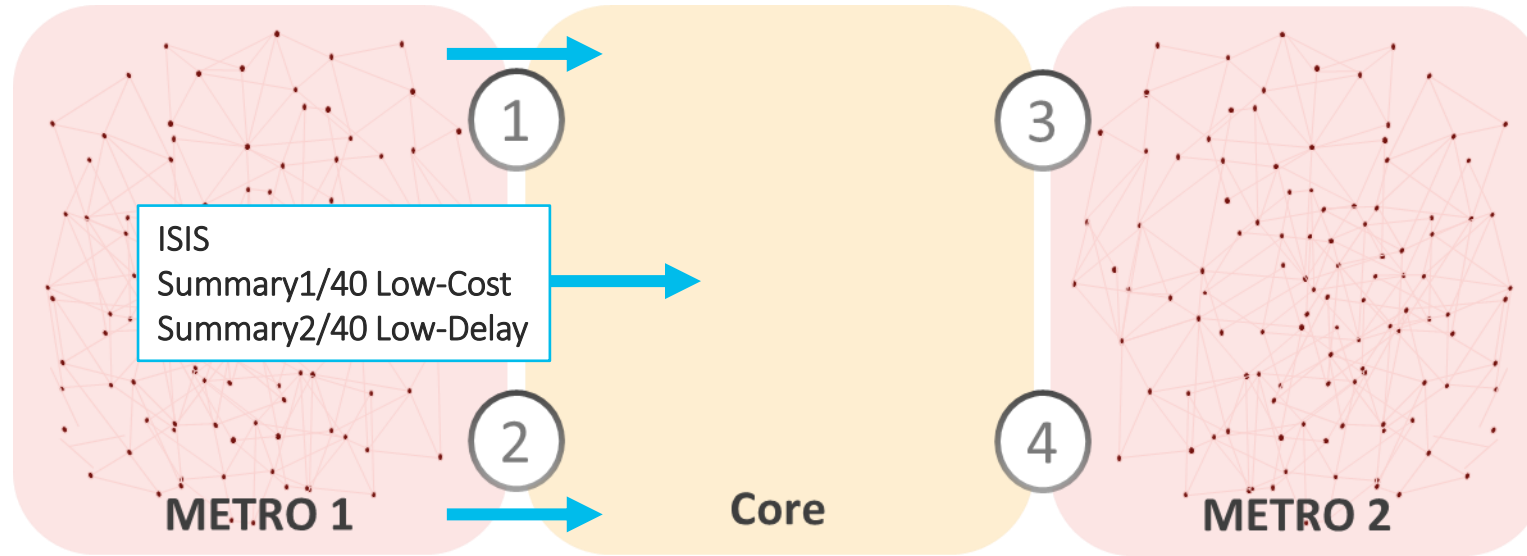 1
3
ISIS
Summary1/40 Low-Cost
Summary2/40 Low-Delay
2
4
METRO 1
Core
METRO 2